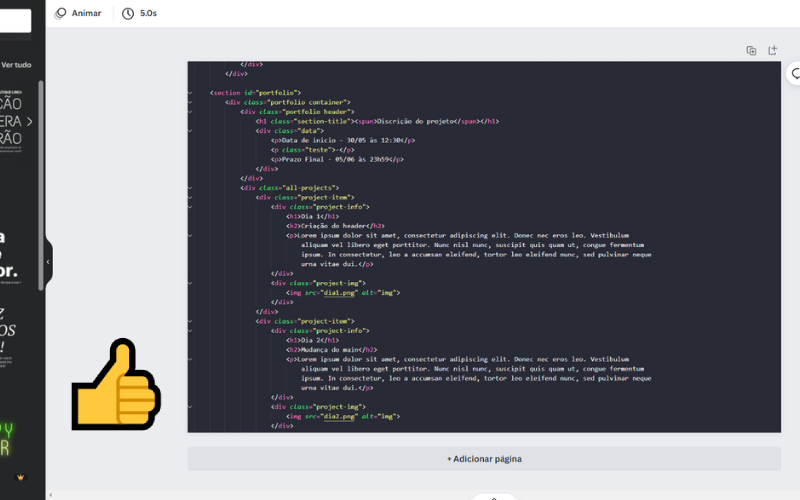 Animar
5.0s
Ver tudo
ÇÃO
ERA
RÃO
a
e
or.
Z
OS
!
Y
R
</div>
</div>
<section id="portfolio">
<div class="portfolio container">
<div class="portfolio header">
<h1 class="section-title"><span>Discrição do projeto</span></h1>
<div class="data">
<p>Data de inicio - 30/05 às 12:30</p>
<p class="teste">-</p>
<p>Prazo Final - 05/06 às 23h59</p>
</div>
</div>
<div class="all-projects">
<div class="project-item">
<div class="project-info">
<h1>Dia 1</h1>
<h2>Criação do header</h2>
<p>Lorem ipsum dolor sit amet, consectetur adipiscing elit. Donec nec eros leo. Vestibulum
aliquam vel libero eget porttitor. Nunc nisl nunc, suscipit quis quam ut, congue fermentum
ipsum. In consectetur, leo a accumsan eleifend, tortor leo eleifend nunc, sed pulvinar neque
urna vitae dui.</p>
</div>
<div class="project-img">
<img src="dia1.png" alt="img">
</div>
</div>
<div class="project-item">
<div class="project-info">
<h1>Dia 2</h1>
<h2>Mudança do main</h2>
<p>Lorem ipsum dolor sit amet, consectetur adipiscing elit. Donec nec eros leo. Vestibulum
aliquam vel libero eget porttitor. Nunc nisl nunc, suscipit quis quam ut, congue fermentum
ipsum. In consectetur, leo a accumsan eleifend, tortor leo eleifend nunc, sed pulvinar neque
urna vitae dui.</p>
</div>
<div class="project-img">
<img src="dia2.png" alt="img">
</div>
+ Adicionar página